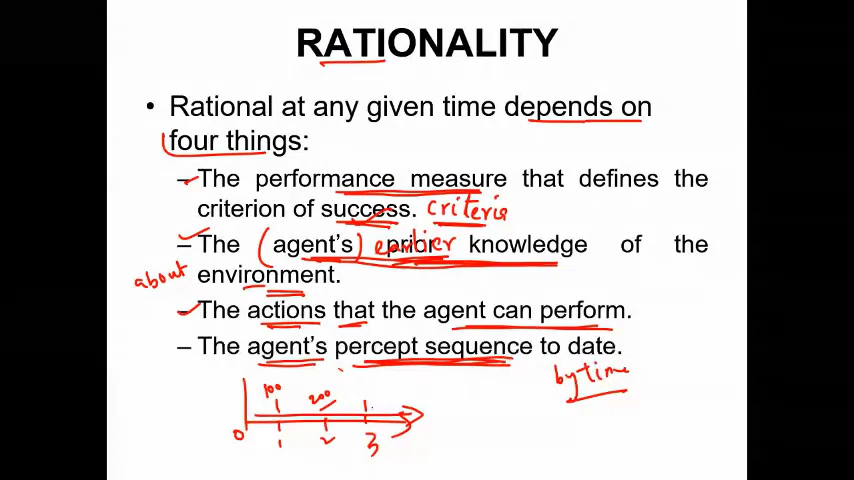 RATIONALITY
• Rational at any given time depends on
four things:
– The performance measure that defines the
criterion of success. criteria
– The (agent's) earlier prior knowledge of the
about environment.
– The actions that the agent can perform.
– The agent's percept sequence to date.
by time
100 200
0 1 2 3